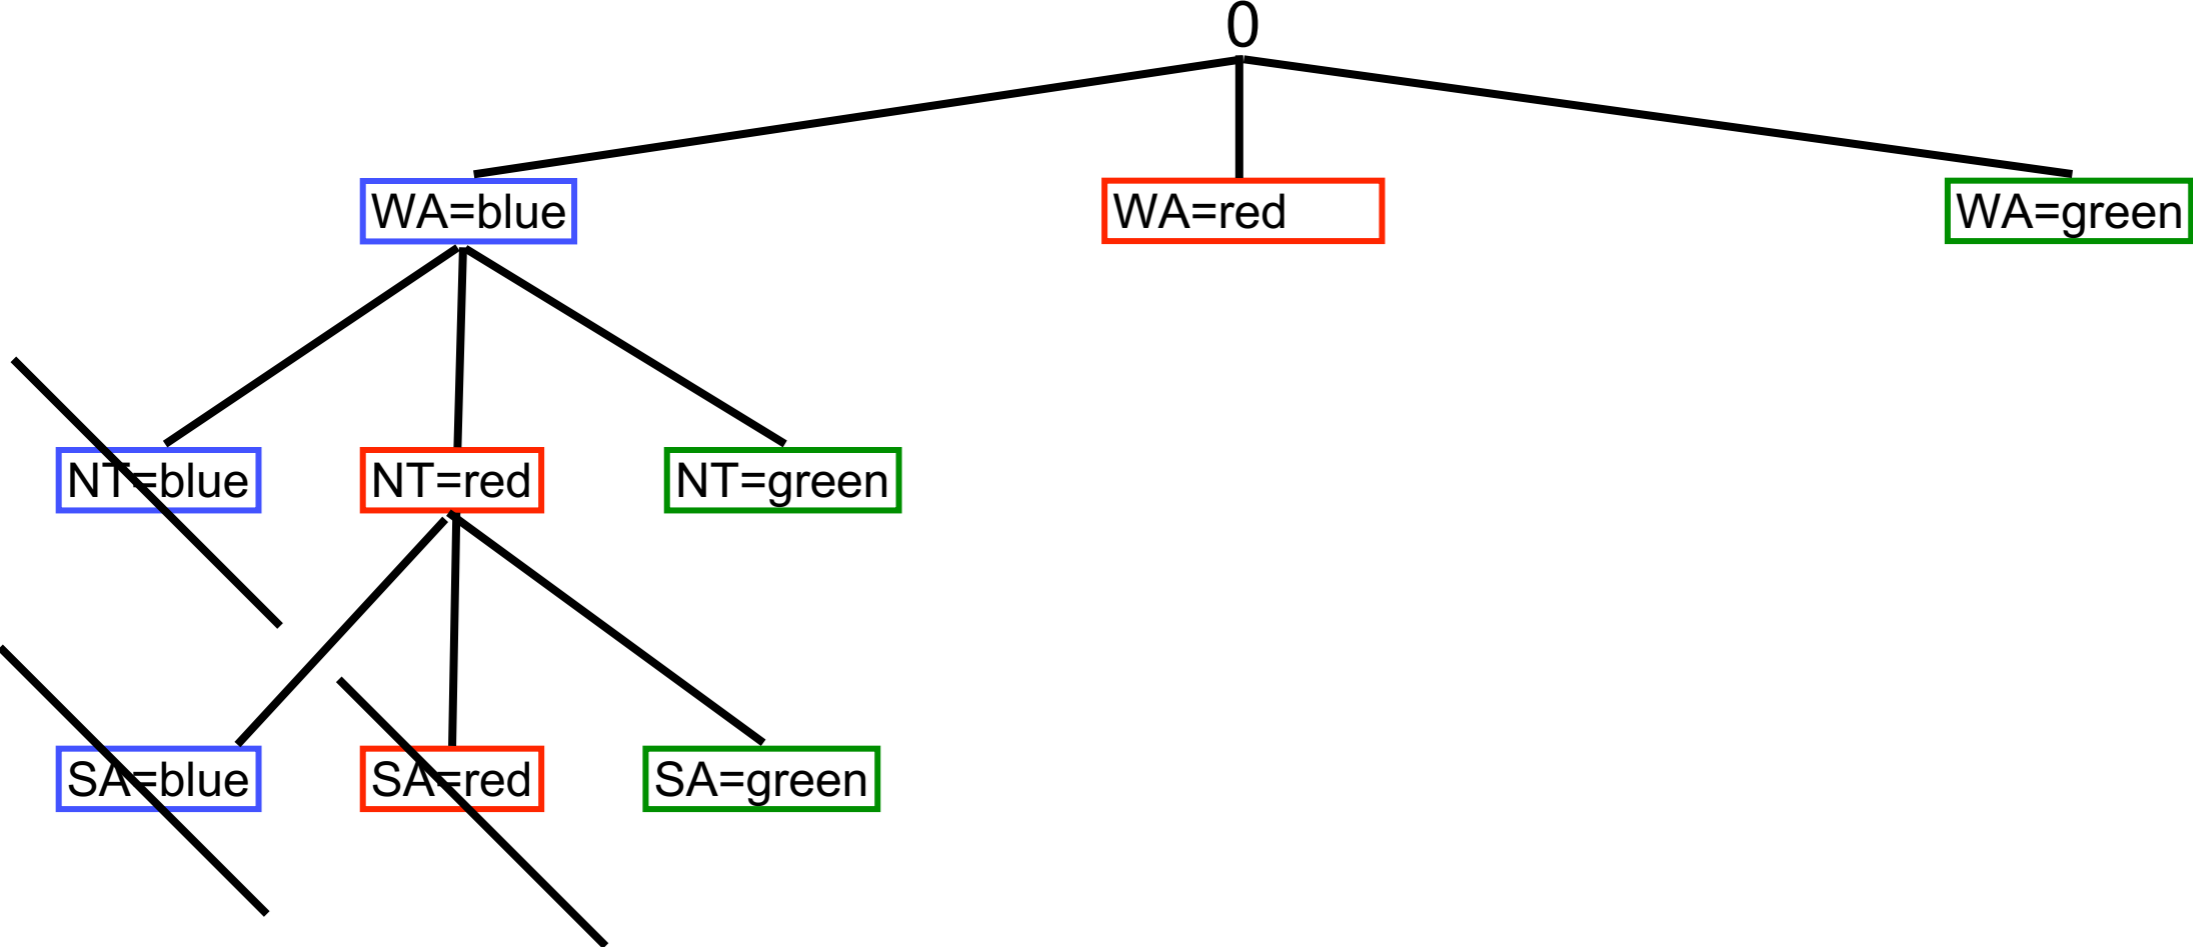 0
WA=blue
WA=red
WA=green
NT=blue
NT=red
NT=green
SA=blue
SA=red
SA=green